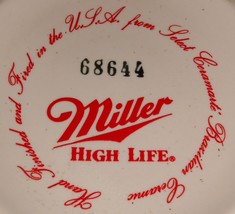 Hand Finished and Fired in the U.S.A. from Select Ceramarte Brazilian Ceramic
68644
Miller
HIGH LIFE®